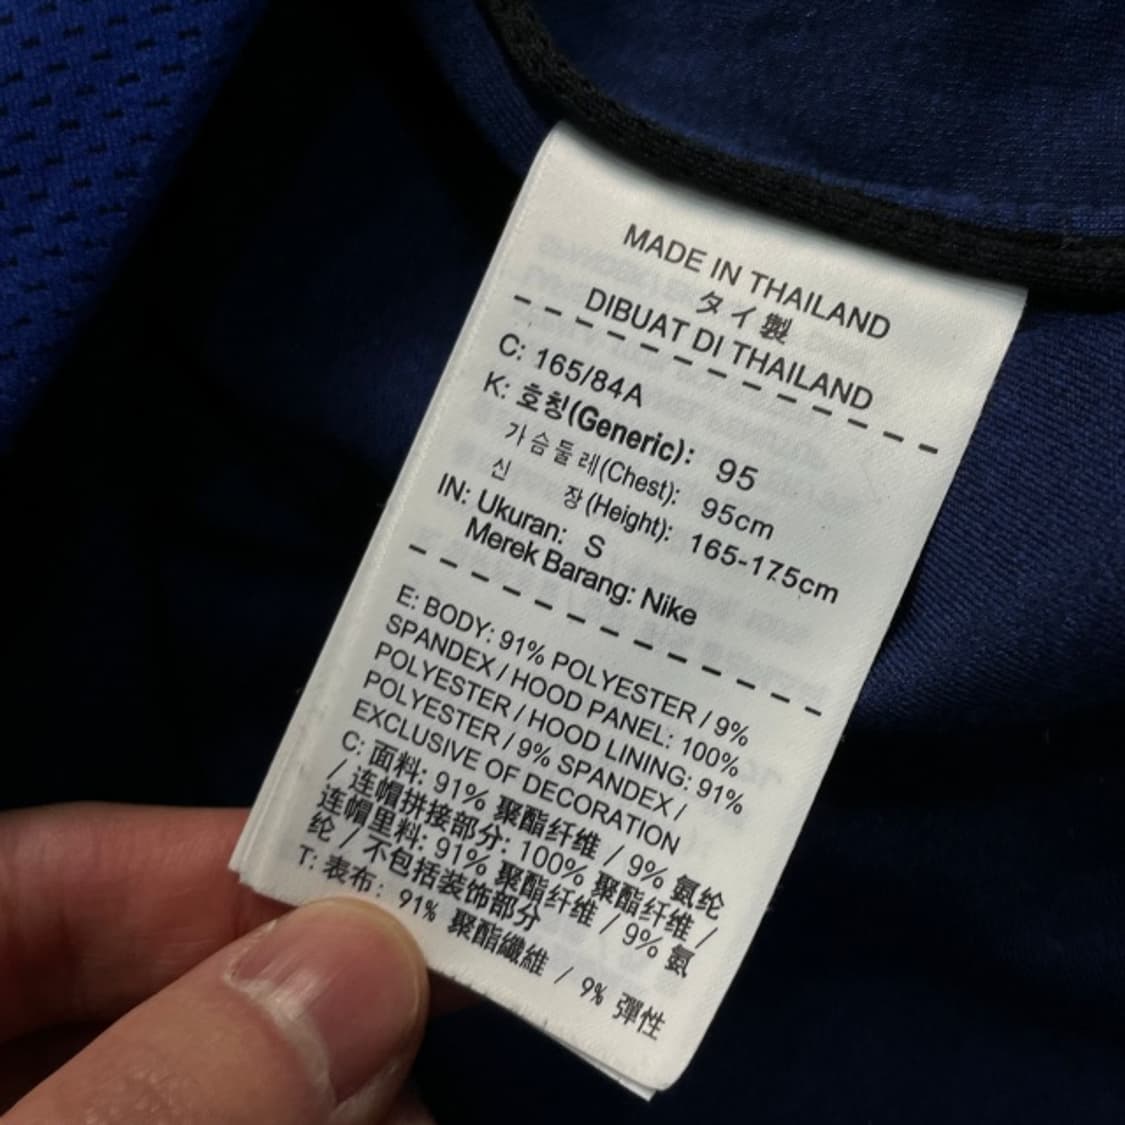 MADE IN THAILAND
タイ製
DIBUAT DI THAILAND
C: 165/84A
K: 호칭(Generic): 95
가슴둘레(Chest): 95cm
신 장(Height): 165-175cm
IN: Ukuran: S
Merek Barang: Nike
E: BODY: 91% POLYESTER / 9%
SPANDEX / HOOD PANEL: 100%
POLYESTER / HOOD LINING: 91%
POLYESTER / 9% SPANDEX /
EXCLUSIVE OF DECORATION
C: 面料: 91% 聚酯纤维 / 9% 氨纶
/ 连帽拼接部分: 100% 聚酯纤维 /
连帽里料: 91% 聚酯纤维 / 9% 氨
纶 / 不包括装饰部分
T: 表布: 91% 聚酯纖維 / 9% 彈性